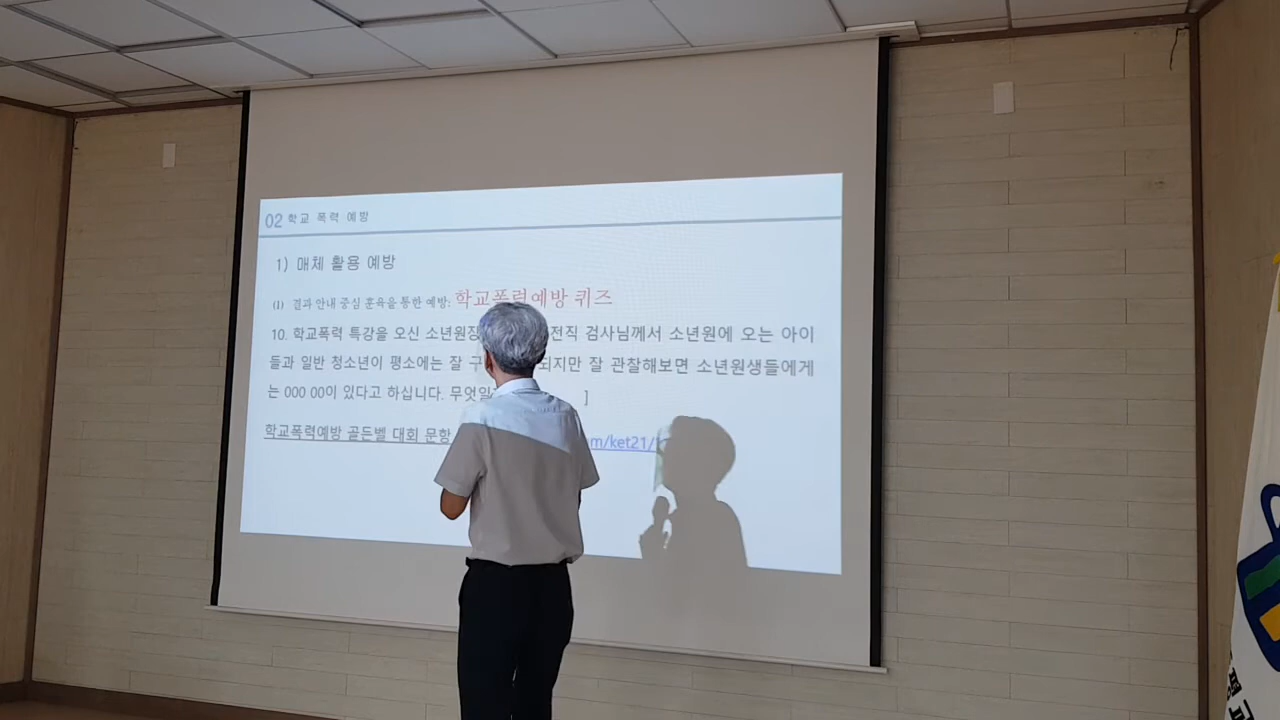 02 학교 폭력 예방
1) 매체 활용 예방
(1) 결과 안내 중심 훈육을 통한 예방: 학교폭력예방 퀴즈
10. 학교폭력 특강을 오신 소년원장 전직 검사님께서 소년원에 오는 아이
들과 일반 청소년이 평소에는 잘 구 되지만 잘 관찰해보면 소년원생들에게
는 000 00이 있다고 하십니다. 무엇일 ]
학교폭력예방 골든벨 대회 문항 m/ket21/